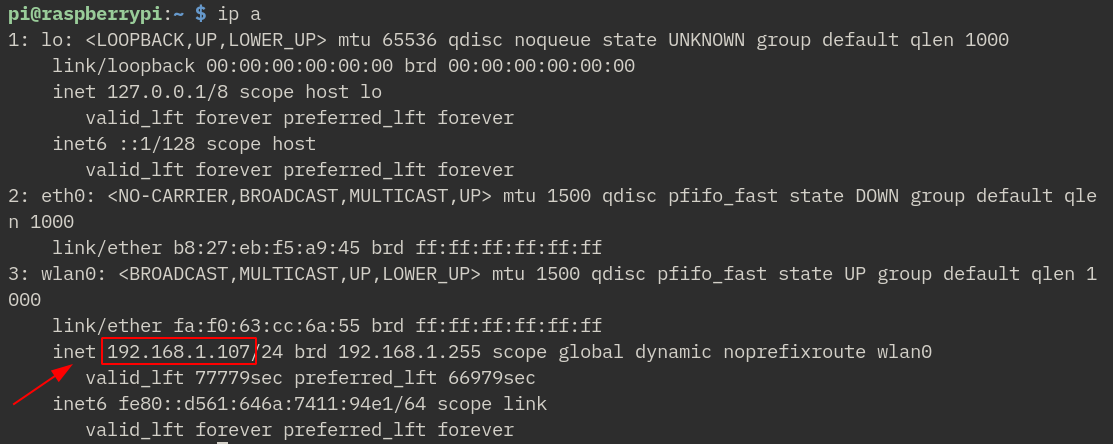 pi@raspberrypi:~ $ ip a
1: lo: <LOOPBACK,UP,LOWER_UP> mtu 65536 qdisc noqueue state UNKNOWN group default qlen 1000
    link/loopback 00:00:00:00:00:00 brd 00:00:00:00:00:00
    inet 127.0.0.1/8 scope host lo
       valid_lft forever preferred_lft forever
    inet6 ::1/128 scope host
       valid_lft forever preferred_lft forever
2: eth0: <NO-CARRIER,BROADCAST,MULTICAST,UP> mtu 1500 qdisc pfifo_fast state DOWN group default qle
n 1000
    link/ether b8:27:eb:f5:a9:45 brd ff:ff:ff:ff:ff:ff
3: wlan0: <BROADCAST,MULTICAST,UP,LOWER_UP> mtu 1500 qdisc pfifo_fast state UP group default qlen 1
000
    link/ether fa:f0:63:cc:6a:55 brd ff:ff:ff:ff:ff:ff
    inet 192.168.1.107/24 brd 192.168.1.255 scope global dynamic noprefixroute wlan0
       valid_lft 77779sec preferred_lft 66979sec
    inet6 fe80::d561:646a:7411:94e1/64 scope link
       valid_lft forever preferred_lft forever